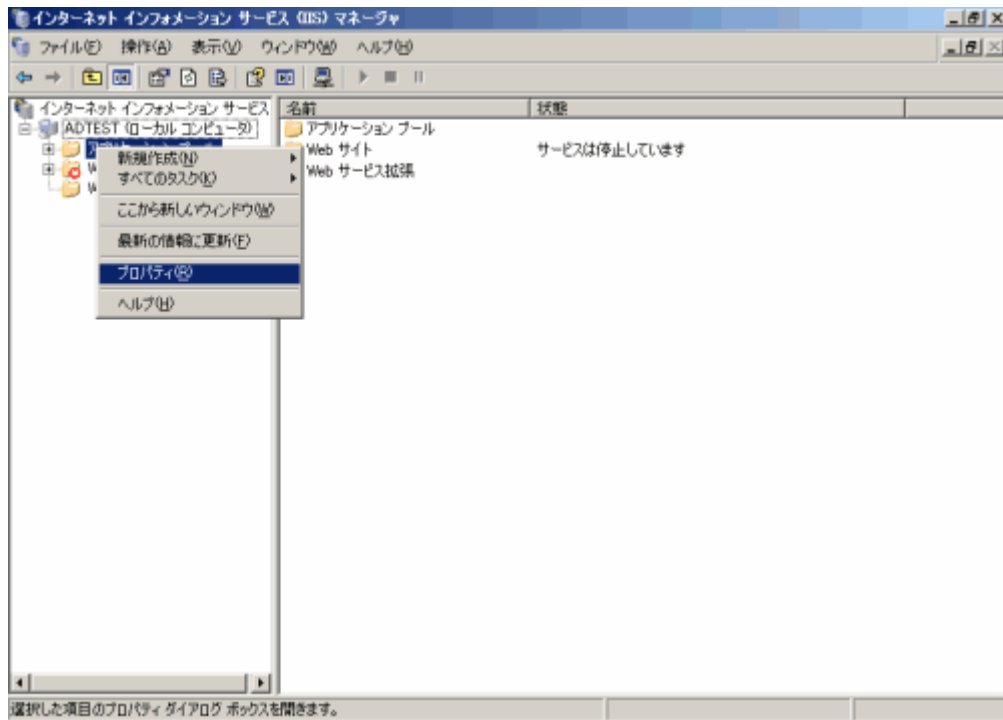 インターネット インフォメーション サービス (IIS) マネージャ
ファイル(F) 操作(A) 表示(V) ウィンドウ(W) ヘルプ(H)
インターネット インフォメーション サービス
名前 状態
ADTEST (ローカル コンピュータ)
アプリケーション プール
Web サイト サービスは停止しています
Web サービス拡張
新規作成(N)
すべてのタスク(K)
ここから新しいウィンドウ(W)
最新の情報に更新(F)
プロパティ(R)
ヘルプ(H)
選択した項目のプロパティ ダイアログ ボックスを開きます。